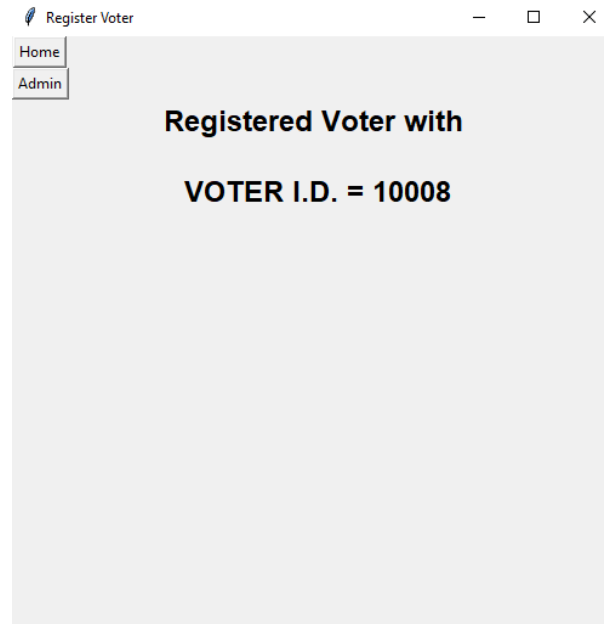 Register Voter
Home
Admin
Registered Voter with
VOTER I.D. = 10008